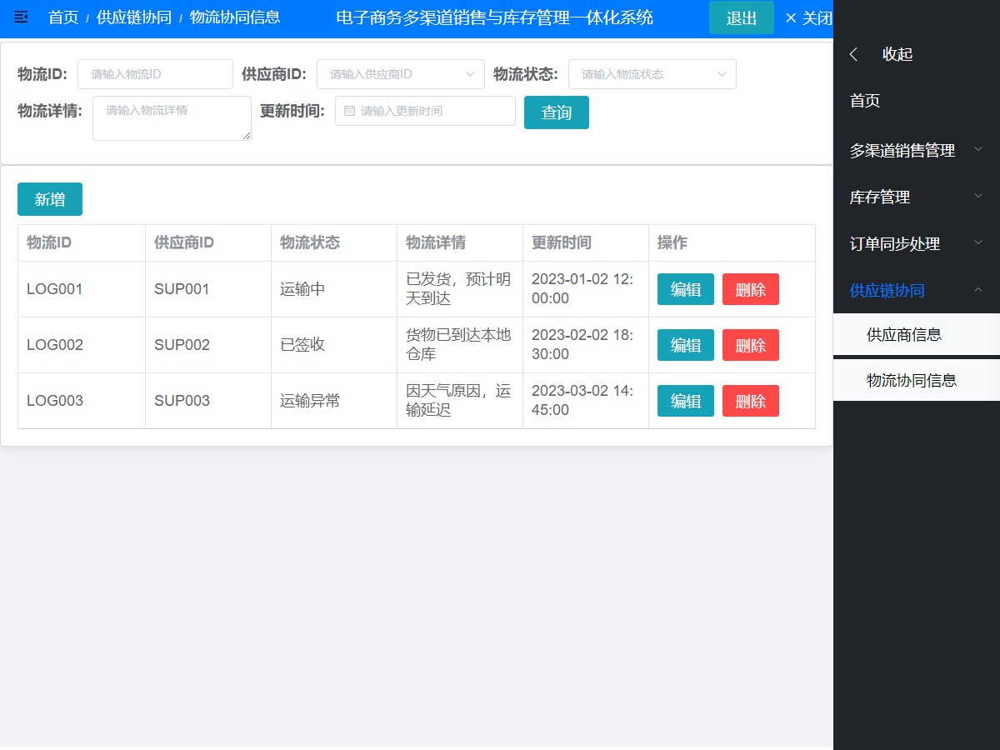 首页 / 供应链协同 / 物流协同信息
电子商务多渠道销售与库存管理一体化系统
退出
关闭
物流ID:
请输入物流ID
供应商ID:
请输入供应商ID
物流状态:
请输入物流状态
物流详情:
请输入物流详情
更新时间:
请输入更新时间
查询
新增
物流ID 供应商ID 物流状态 物流详情 更新时间 操作
LOG001 SUP001 运输中
已发货，预计明
天到达
2023-01-02 12:
00:00
编辑 删除
LOG002 SUP002 已签收
货物已到达本地
仓库
2023-02-02 18:
30:00
编辑 删除
LOG003 SUP003 运输异常
因天气原因，运
输延迟
2023-03-02 14:
45:00
编辑 删除
收起
首页
多渠道销售管理
库存管理
订单同步处理
供应链协同
供应商信息
物流协同信息